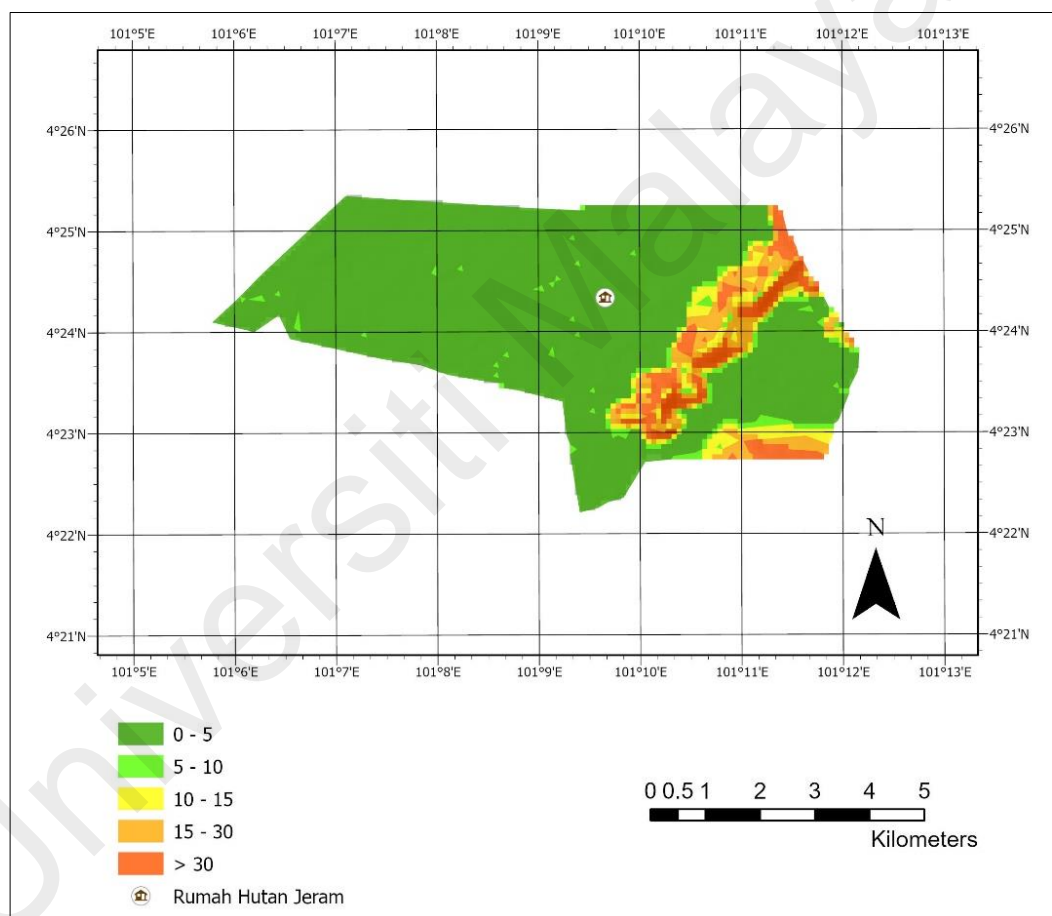 101°5'E 101°6'E 101°7'E 101°8'E 101°9'E 101°10'E 101°11'E 101°12'E 101°13'E
4°26'N 4°26'N
4°25'N 4°25'N
4°24'N 4°24'N
4°23'N 4°23'N
N
4°22'N 4°22'N
4°21'N 4°21'N
101°5'E 101°6'E 101°7'E 101°8'E 101°9'E 101°10'E 101°11'E 101°12'E 101°13'E
0 - 5
5 - 10
10 - 15
15 - 30
> 30
Rumah Hutan Jeram
0 0.5 1 2 3 4 5
Kilometers
Universiti Malaya